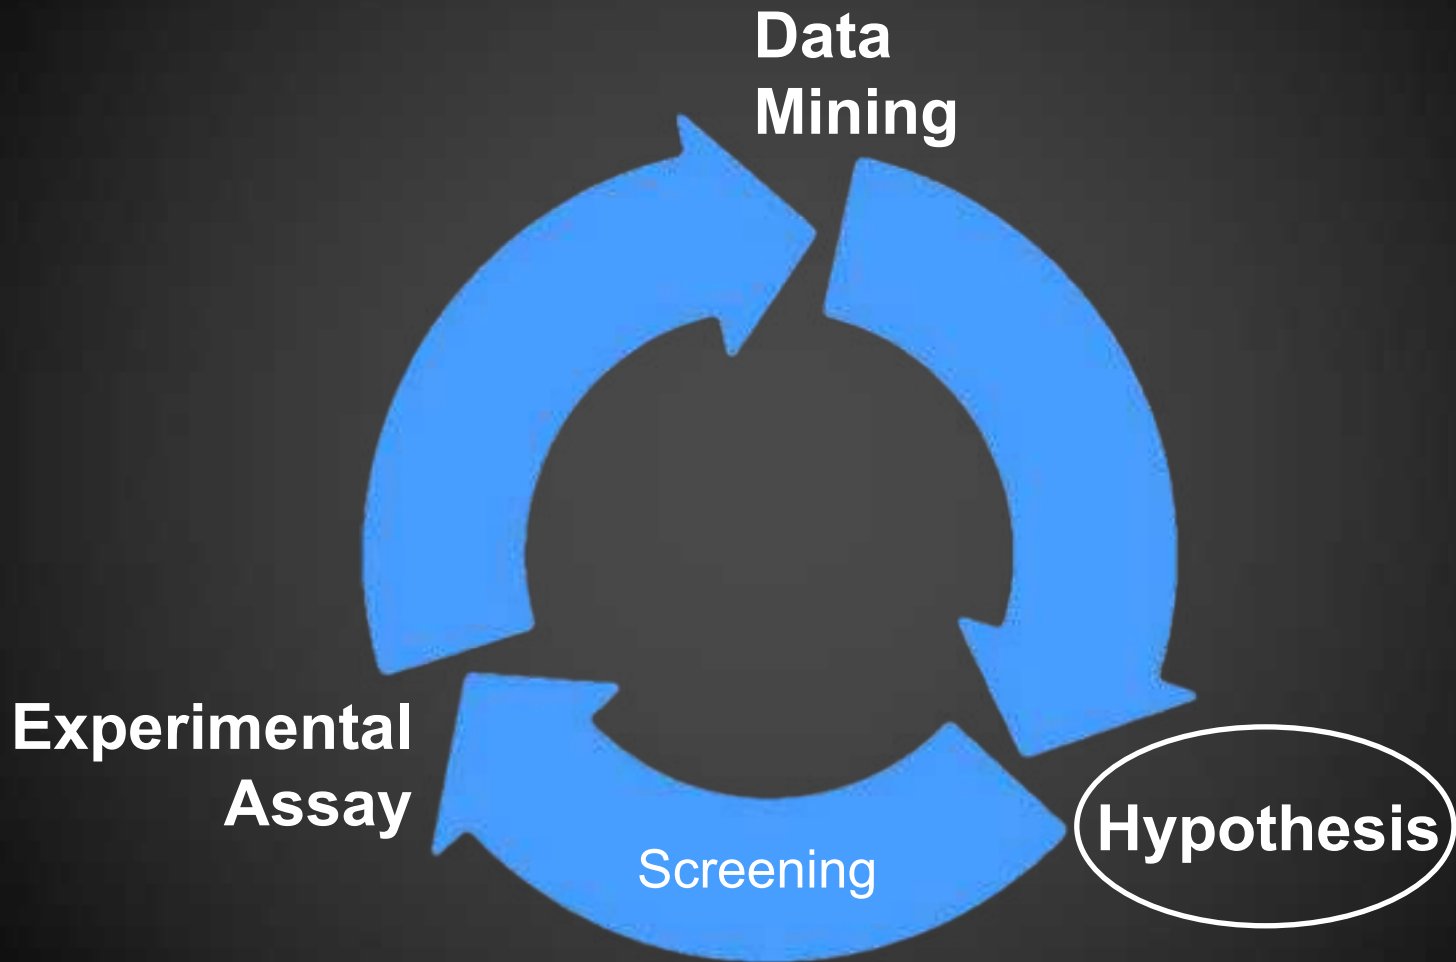 Data
Mining
Experimental
Assay
Hypothesis
Screening